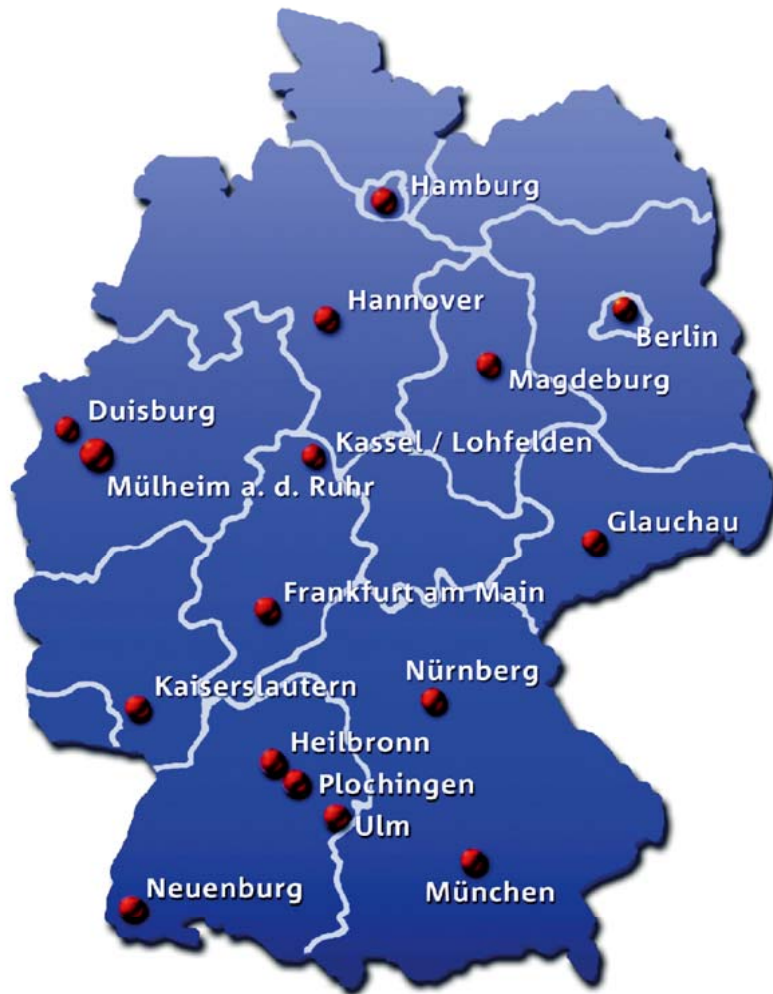 Hamburg
Hannover
Berlin
Magdeburg
Duisburg
Kassel / Lohfelden
Mülheim a. d. Ruhr
Glauchau
Frankfurt am Main
Nürnberg
Kaiserslautern
Heilbronn
Plochingen
Ulm
Neuenburg
München